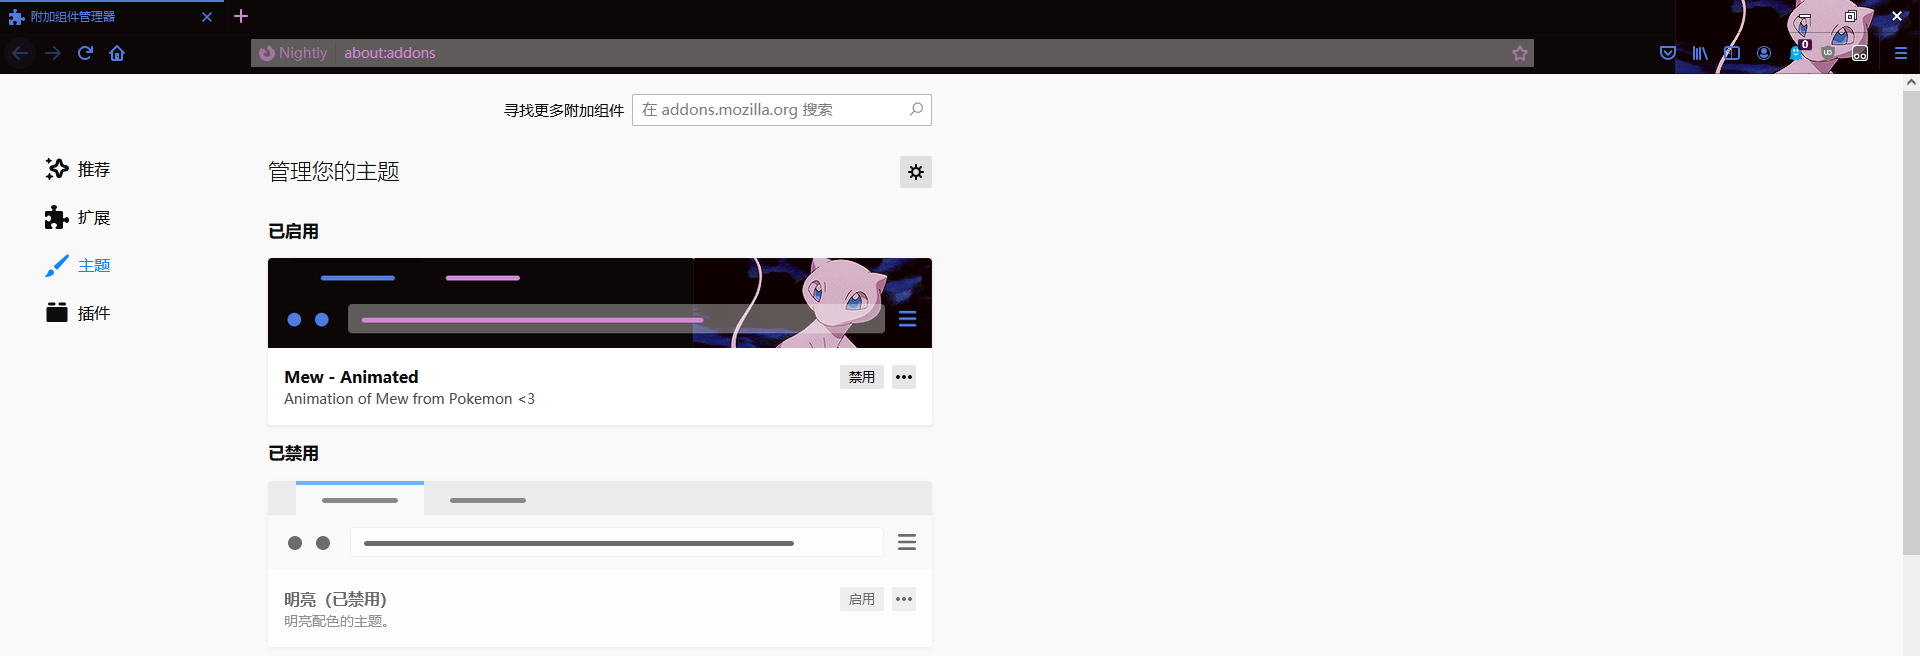 附加组件管理器
Nightly
about:addons
0
UD
寻找更多附加组件
在 addons.mozilla.org 搜索
推荐
扩展
主题
插件
管理您的主题
已启用
Mew - Animated
禁用
Animation of Mew from Pokemon <3
已禁用
明亮（已禁用）
启用
明亮配色的主题。